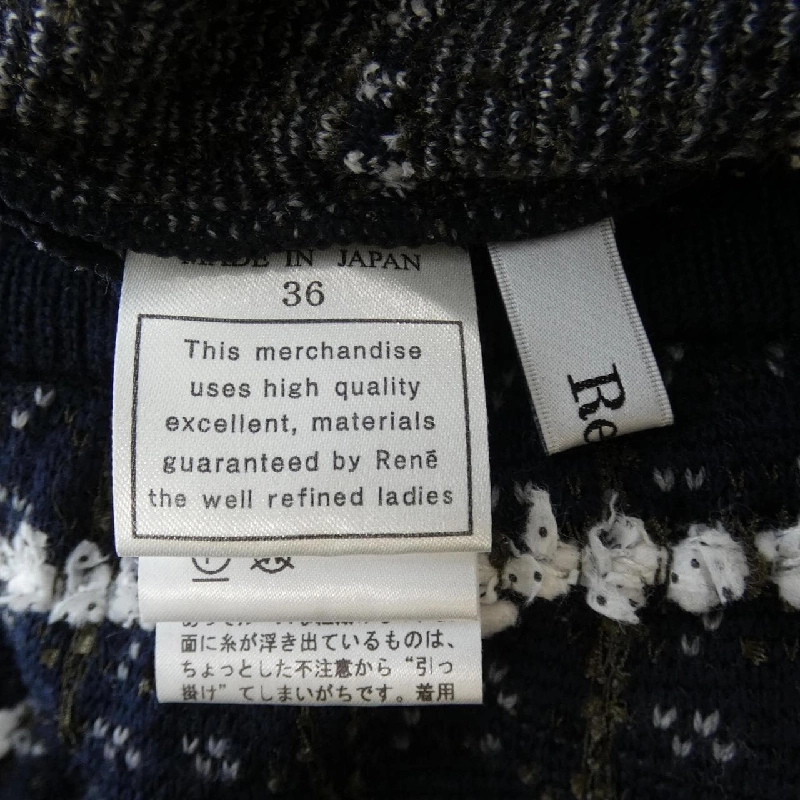 MADE IN JAPAN
36
This merchandise
uses high quality
excellent, materials
guaranteed by Renē
the well refined ladies
Re
面に糸が浮き出ているものは、
ちょっとした不注意から“引っ
掛け”てしまいがちです。着用